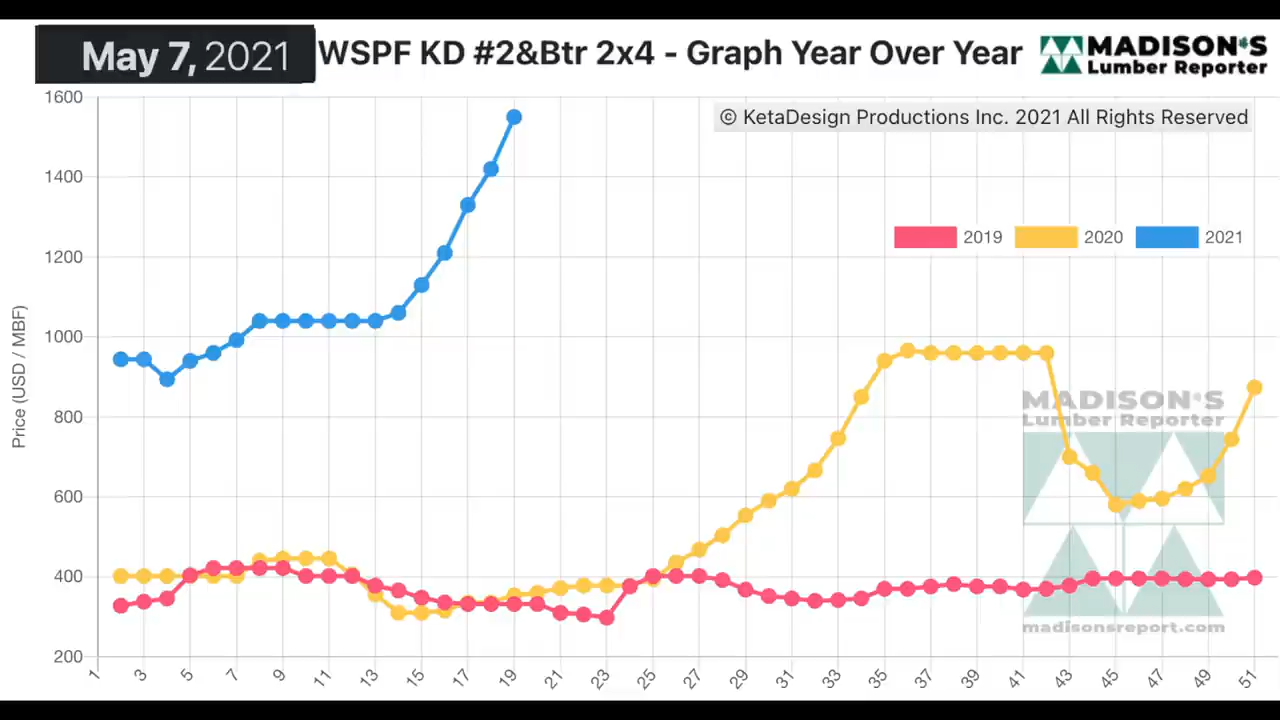 May 7, 2021
WSPF KD #2&Btr 2x4 - Graph Year Over Year
MADISON'S
Lumber Reporter
© KetaDesign Productions Inc. 2021 All Rights Reserved
2019 2020 2021
Price (USD / MBF)
1600
1400
1200
1000
800
600
400
200
MADISON'S
Lumber Reporter
madisonsreport.com
1 3 5 7 9 11 13 15 17 19 21 23 25 27 29 31 33 35 37 39 41 43 45 47 49 51